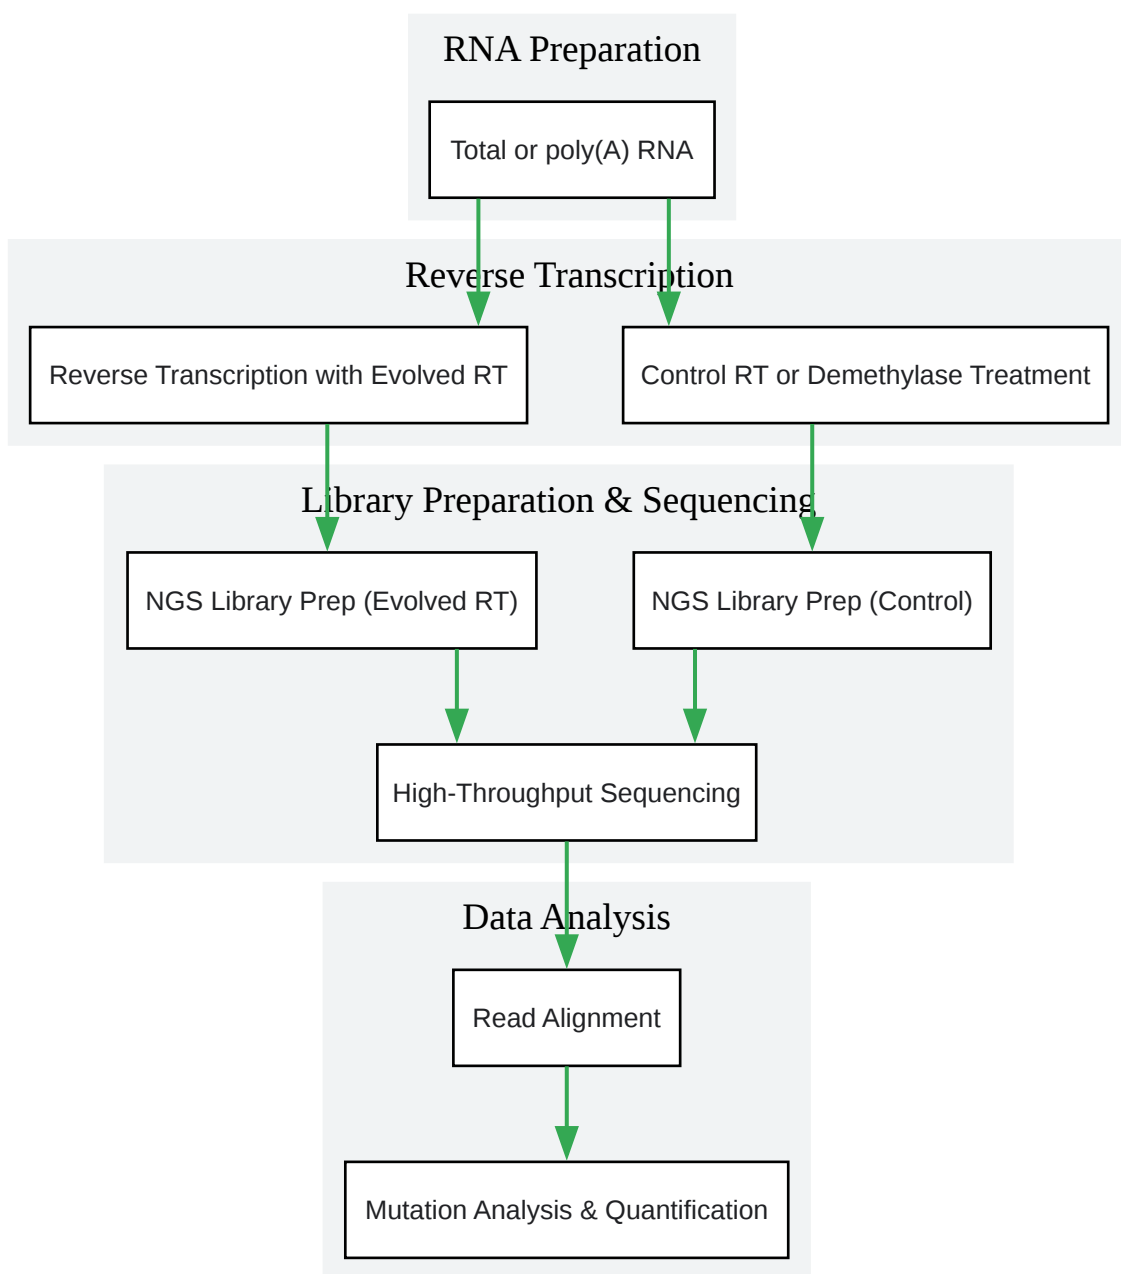 RNA Preparation
Total or poly(A) RNA
Reverse Transcription
Reverse Transcription with Evolved RT
Control RT or Demethylase Treatment
Library Preparation & Sequencing
NGS Library Prep (Evolved RT)
NGS Library Prep (Control)
High-Throughput Sequencing
Data Analysis
Read Alignment
Mutation Analysis & Quantification